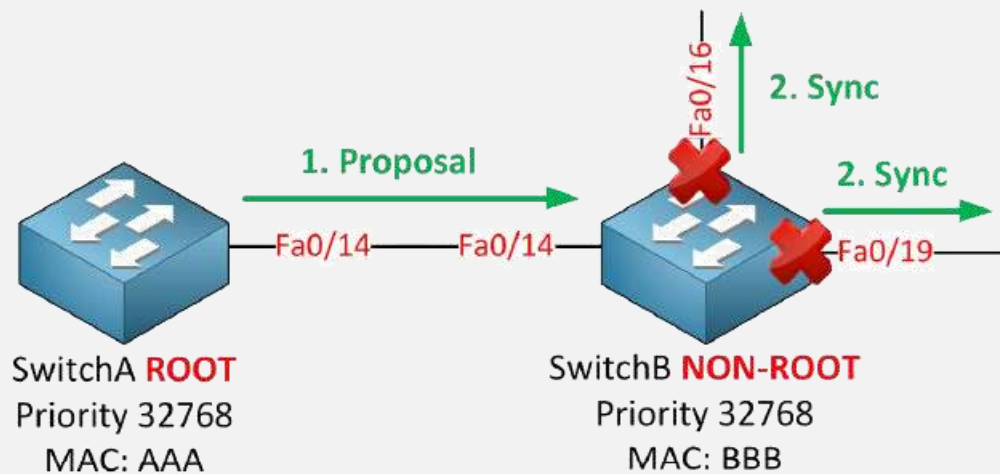 Fa0/16
2. Sync
1. Proposal
2. Sync
Fa0/14
Fa0/14
Fa0/19
SwitchA ROOT
Priority 32768
MAC: AAA
SwitchB NON-ROOT
Priority 32768
MAC: BBB